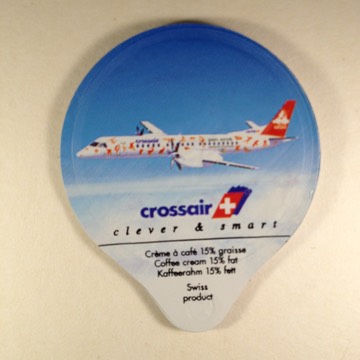 crossair
clever & smart
Crème à café 15% graisse
Coffee cream 15% fat
Kaffeerahm 15% fett
Swiss
product